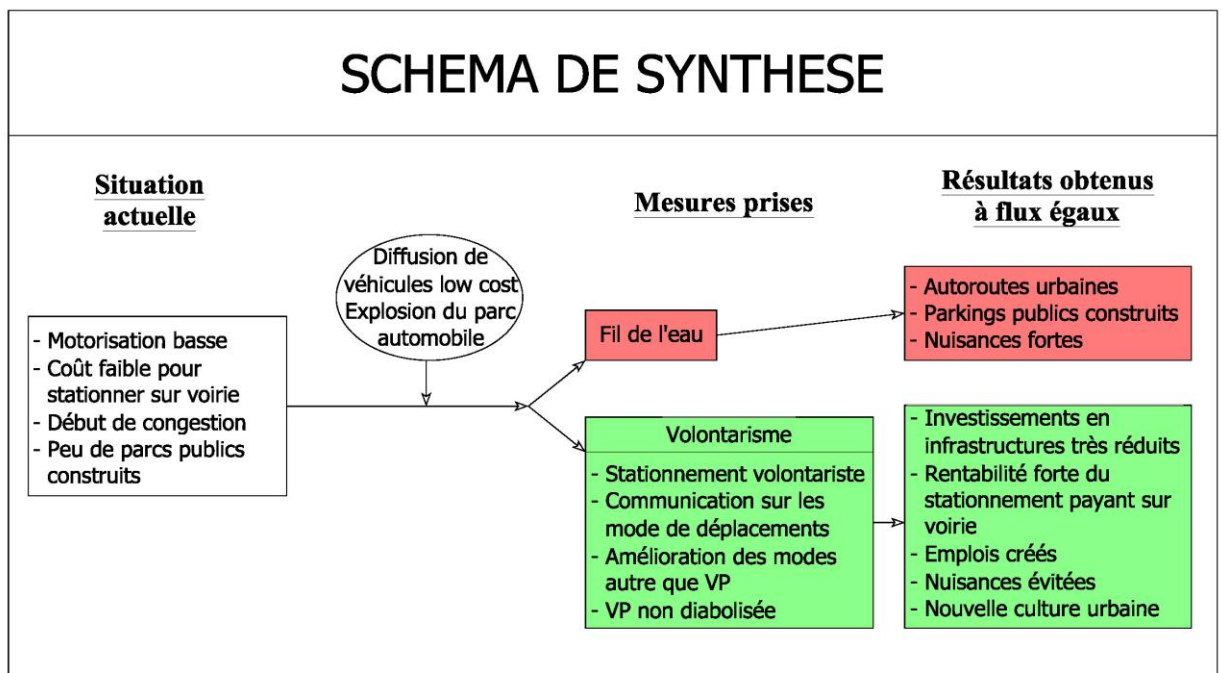 SCHEMA DE SYNTHESE
Situation
actuelle
- Motorisation basse
- Coût faible pour
stationner sur voirie
- Début de congestion
- Peu de parcs publics
construits
Diffusion de
véhicules low cost
Explosion du parc
automobile
Mesures prises
Fil de l'eau
Volontarisme
- Stationnement volontariste
- Communication sur les
mode de déplacements
- Amélioration des modes
autre que VP
- VP non diabolisée
Résultats obtenus
à flux égaux
- Autoroutes urbaines
- Parkings publics construits
- Nuisances fortes
- Investissements en
infrastructures très réduits
- Rentabilité forte du
stationnement payant sur
voirie
- Emplois créés
- Nuisances évitées
- Nouvelle culture urbaine